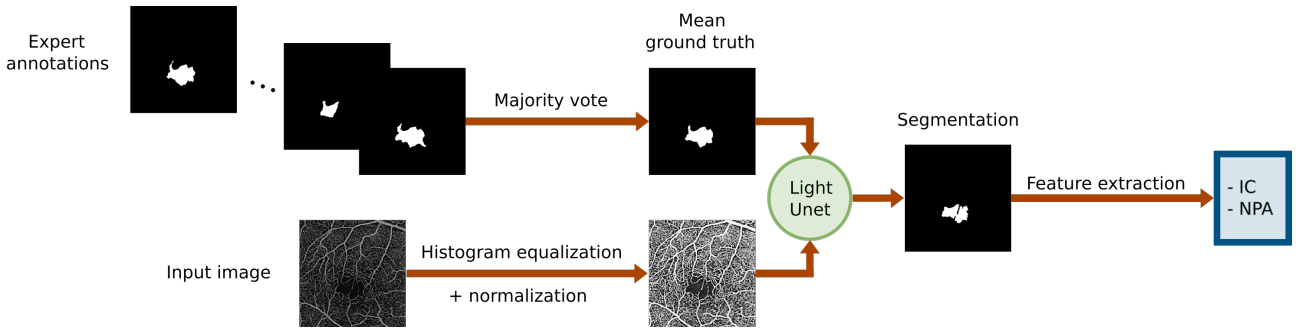 Expert
annotations
Majority vote
Mean
ground truth
Input image
Histogram equalization
+ normalization
Light
Unet
Segmentation
Feature extraction
- IC
- NPA